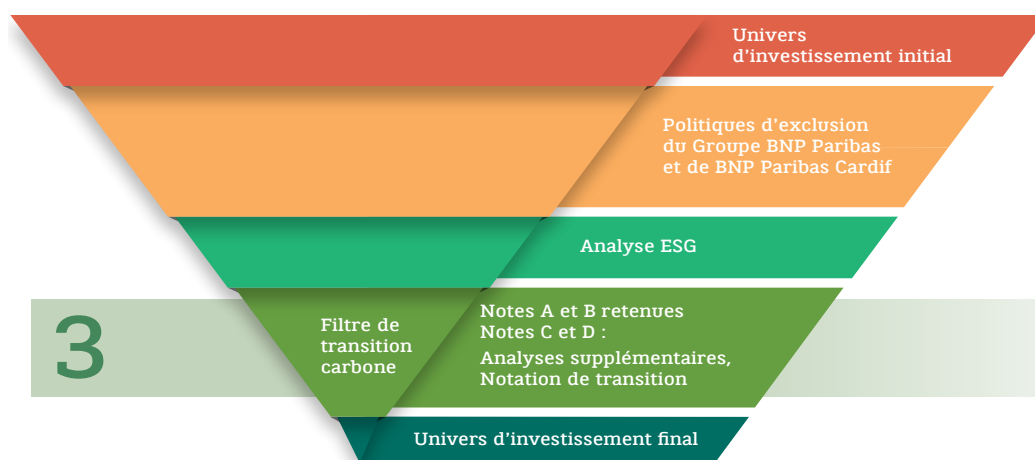 Univers
d'investissement initial
Politiques d'exclusion
du Groupe BNP Paribas
et de BNP Paribas Cardif
Analyse ESG
3
Filtre de
transition
carbone
Notes A et B retenues
Notes C et D :
Analyses supplémentaires,
Notation de transition
Univers d'investissement final